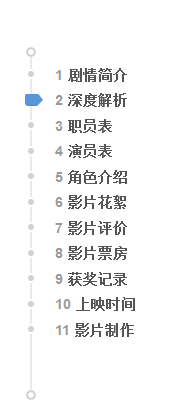 1 剧情简介
2 深度解析
3 职员表
4 演员表
5 角色介绍
6 影片花絮
7 影片评价
8 影片票房
9 获奖记录
10 上映时间
11 影片制作